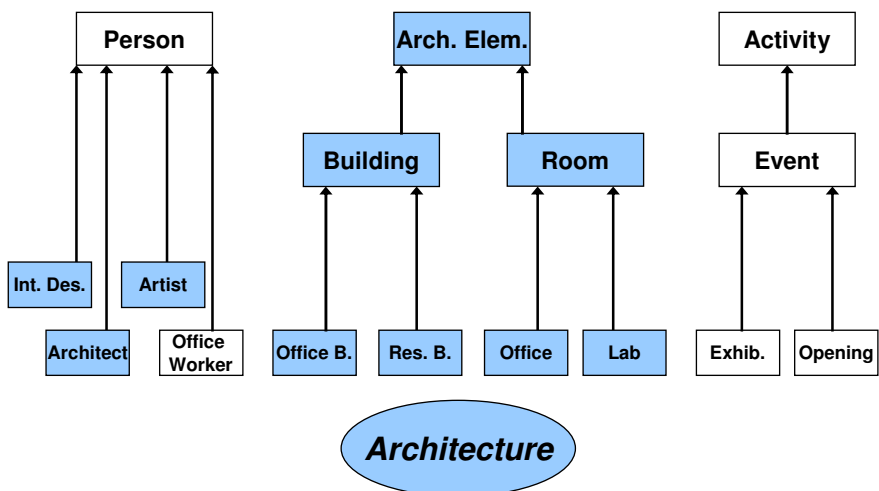 Person
Arch. Elem.
Activity
Building
Room
Event
Int. Des.
Artist
Architect
Office
Worker
Office B.
Res. B.
Office
Lab
Exhib.
Opening
Architecture